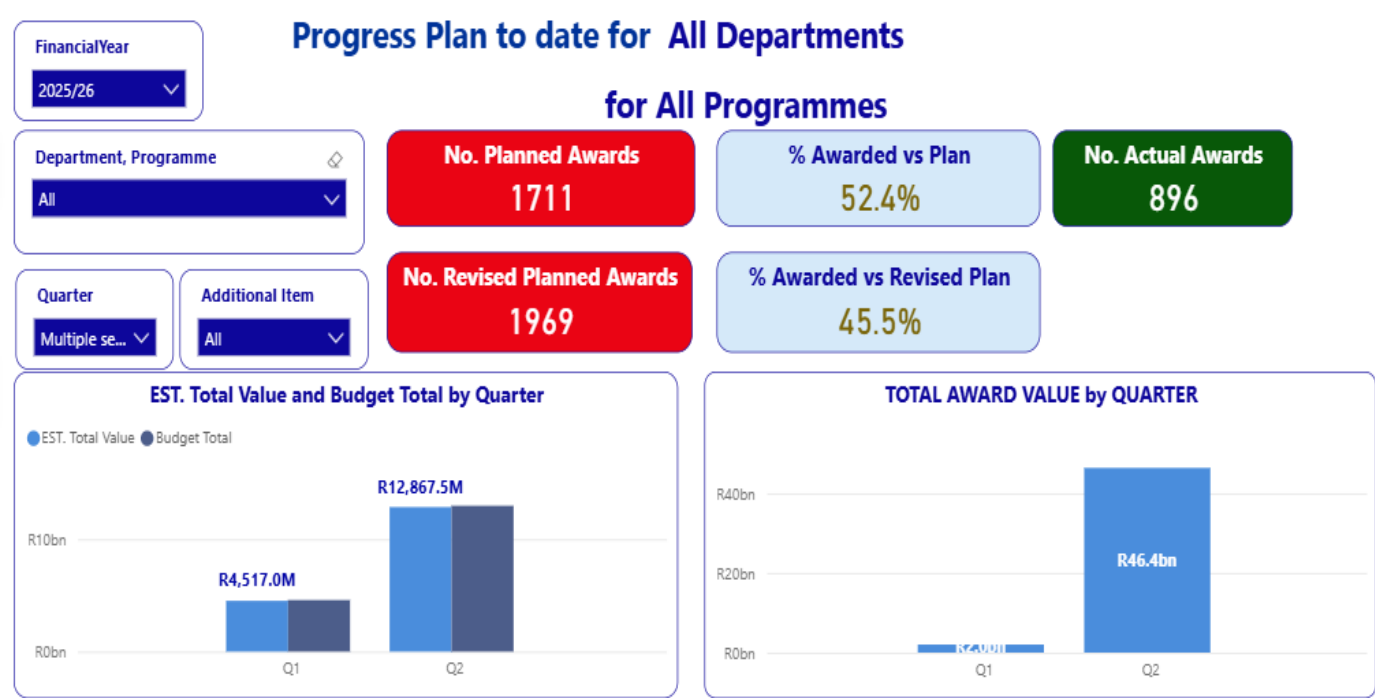 FinancialYear
2025/26
Progress Plan to date for All Departments
for All Programmes
Department, Programme
All
No. Planned Awards
1711
% Awarded vs Plan
52.4%
No. Actual Awards
896
Quarter
Multiple se...
Additional Item
All
No. Revised Planned Awards
1969
% Awarded vs Revised Plan
45.5%
EST. Total Value and Budget Total by Quarter
EST. Total Value
Budget Total
R12,867.5M
R10bn
R4,517.0M
R0bn
Q1
Q2
TOTAL AWARD VALUE by QUARTER
R40bn
R46.4bn
R20bn
R0bn
Q1
Q2